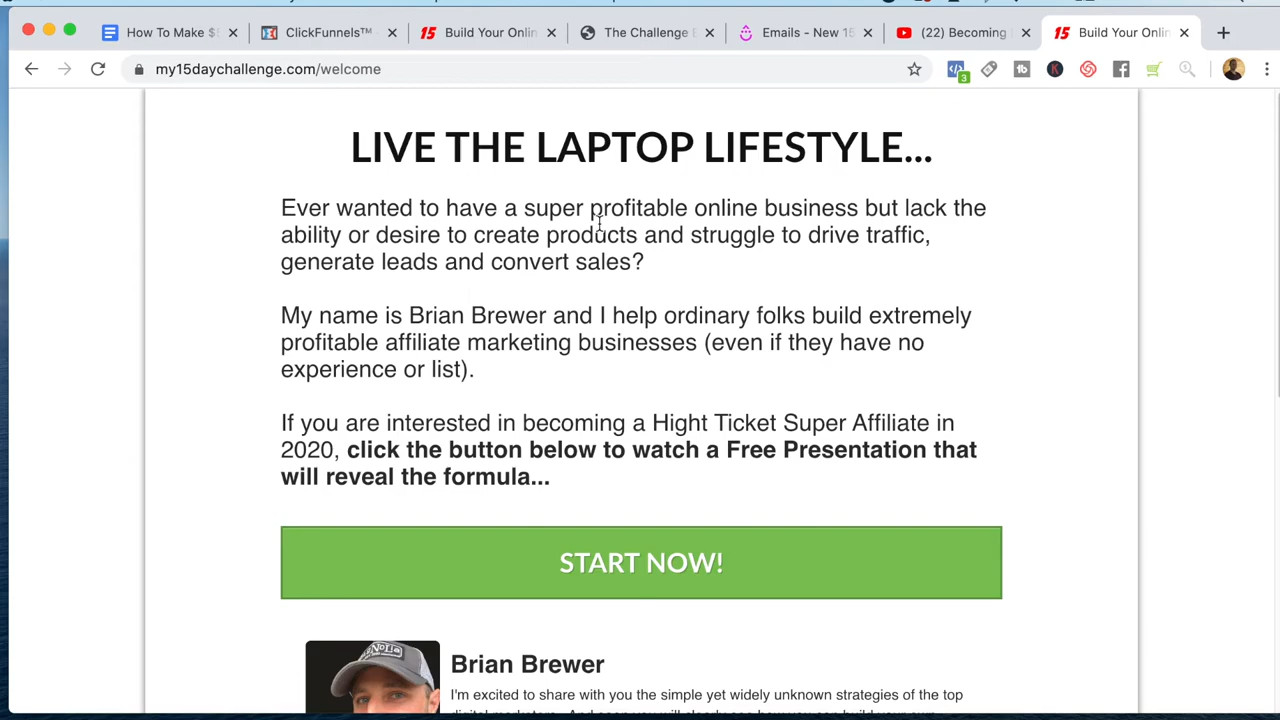 How To Make $
ClickFunnels™
15 Build Your Onlin
The Challenge
Emails - New 15
(22) Becoming
15 Build Your Onlin
my15daychallenge.com/welcome
3
tb
K
LIVE THE LAPTOP LIFESTYLE...
Ever wanted to have a super profitable online business but lack the
ability or desire to create products and struggle to drive traffic,
generate leads and convert sales?
My name is Brian Brewer and I help ordinary folks build extremely
profitable affiliate marketing businesses (even if they have no
experience or list).
If you are interested in becoming a Hight Ticket Super Affiliate in
2020, click the button below to watch a Free Presentation that
will reveal the formula...
START NOW!
Brian Brewer
I'm excited to share with you the simple yet widely unknown strategies of the top